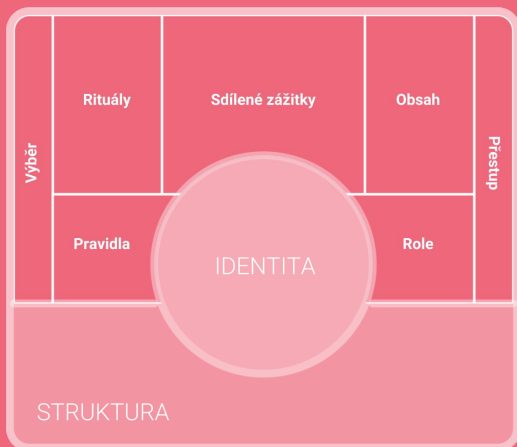 Výběr
Rituály
Sdílené zážitky
Obsah
Přestup
Pravidla
IDENTITA
Role
STRUKTURA